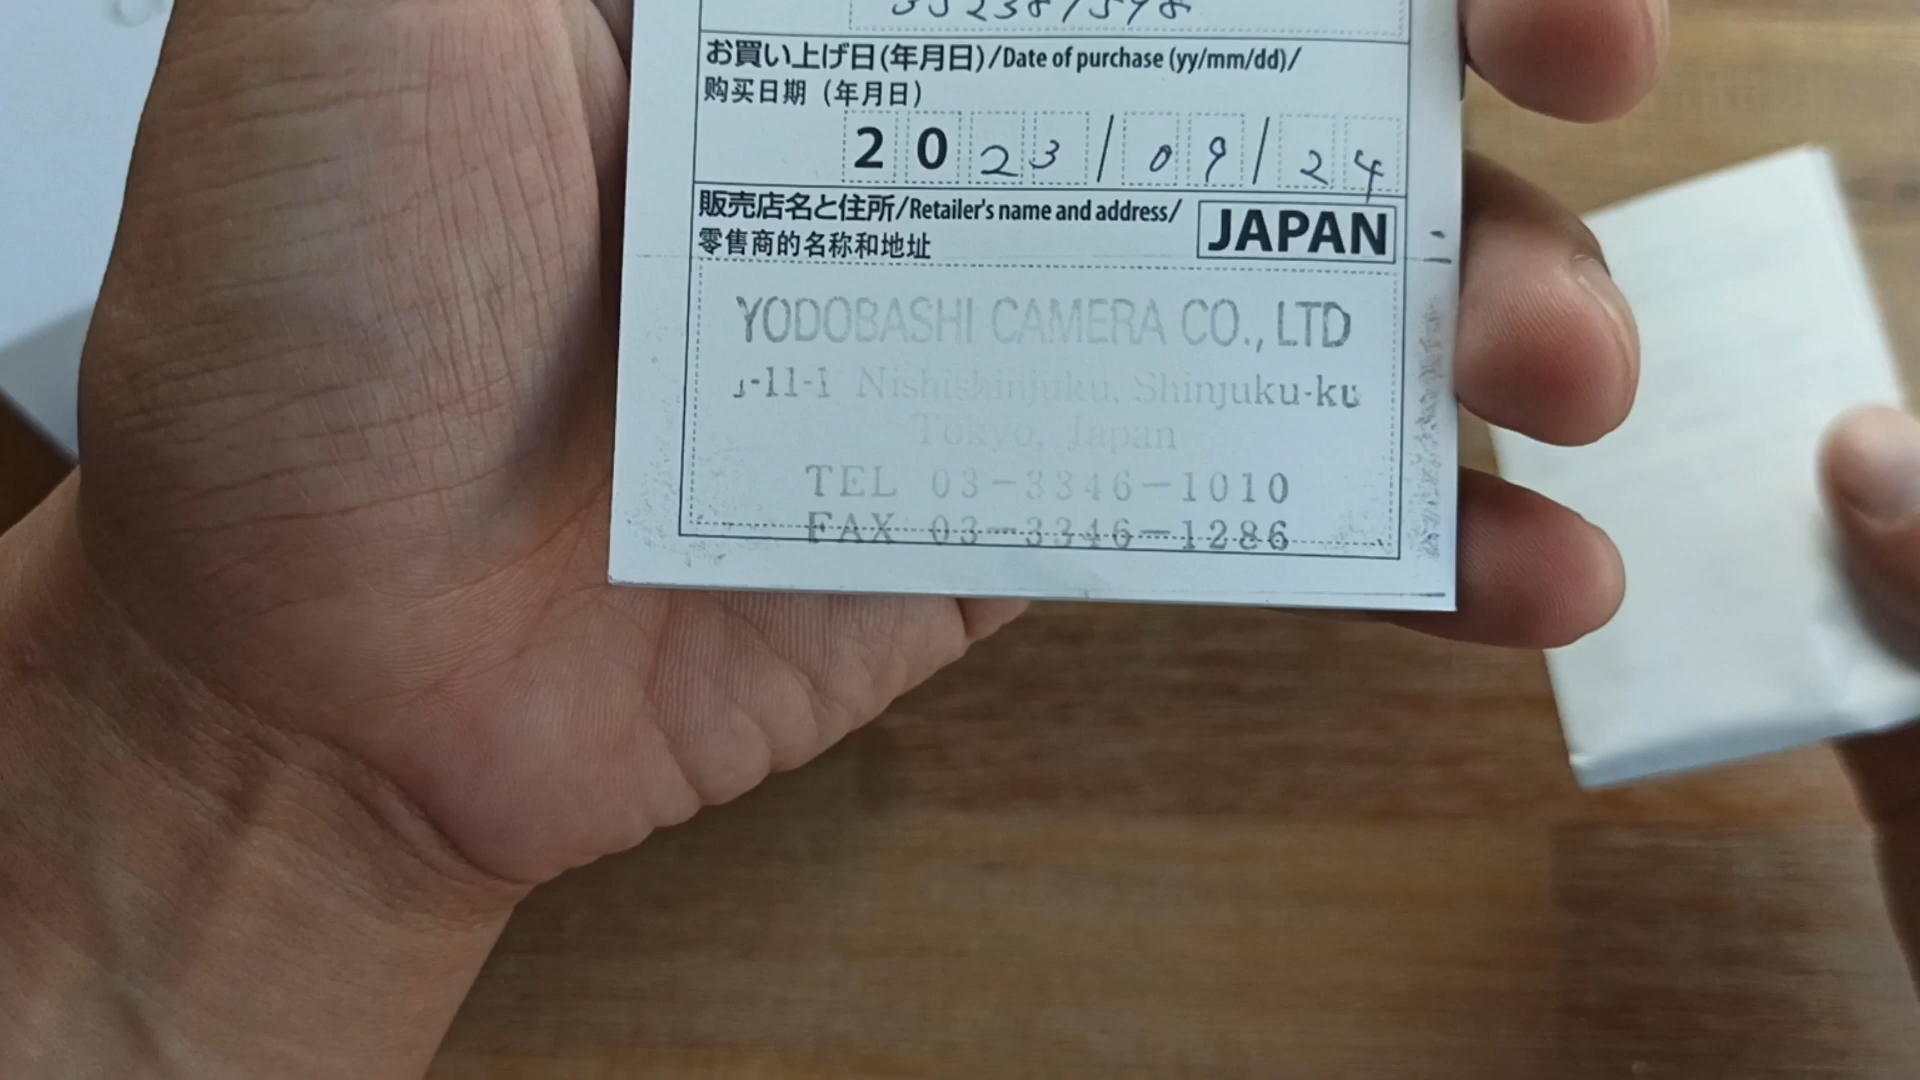 お買い上げ日(年月日)/Date of purchase (yy/mm/dd)/
购买日期（年月日）
2023/09/24
販売店名と住所/Retailer's name and address/
零售商的名称和地址
JAPAN
YODOBASHI CAMERA CO., LTD
1-11-1 Nishishinjuku, Shinjuku-ku
Tokyo, Japan
TEL 03-3346-1010
FAX 03-3346-1286